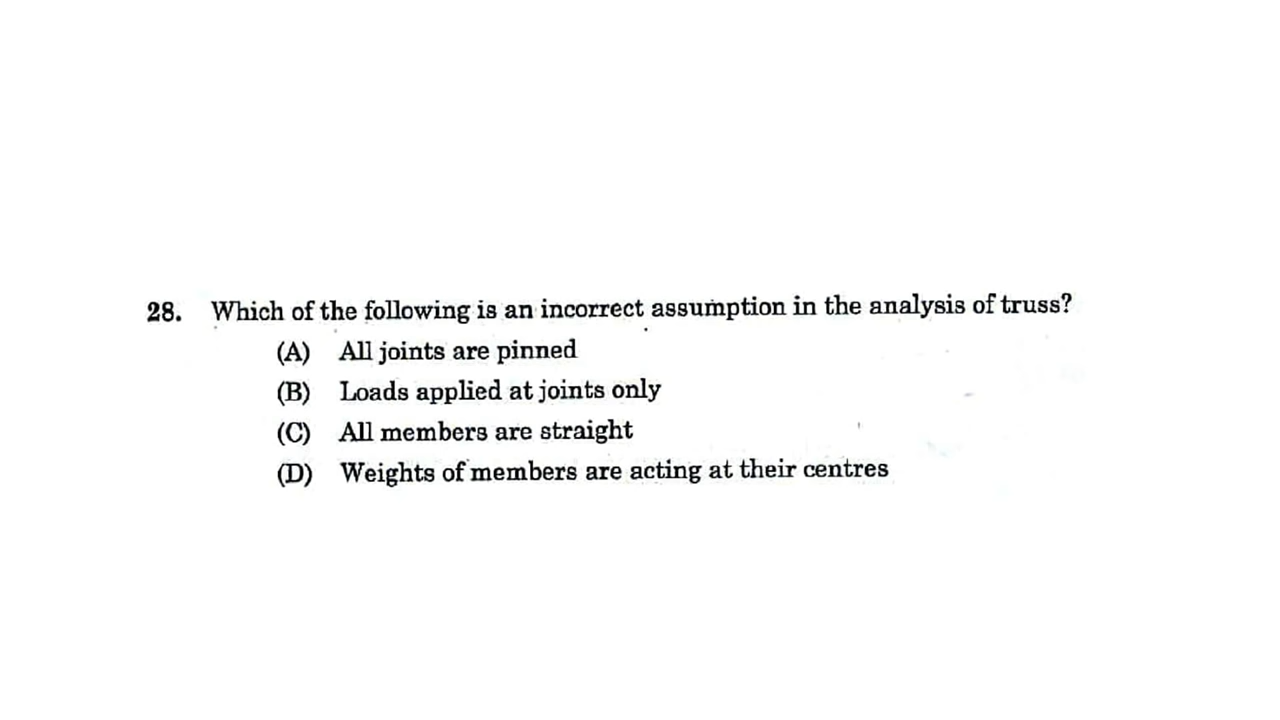 28. Which of the following is an incorrect assumption in the analysis of truss?
(A) All joints are pinned
(B) Loads applied at joints only
(C) All members are straight
(D) Weights of members are acting at their centres